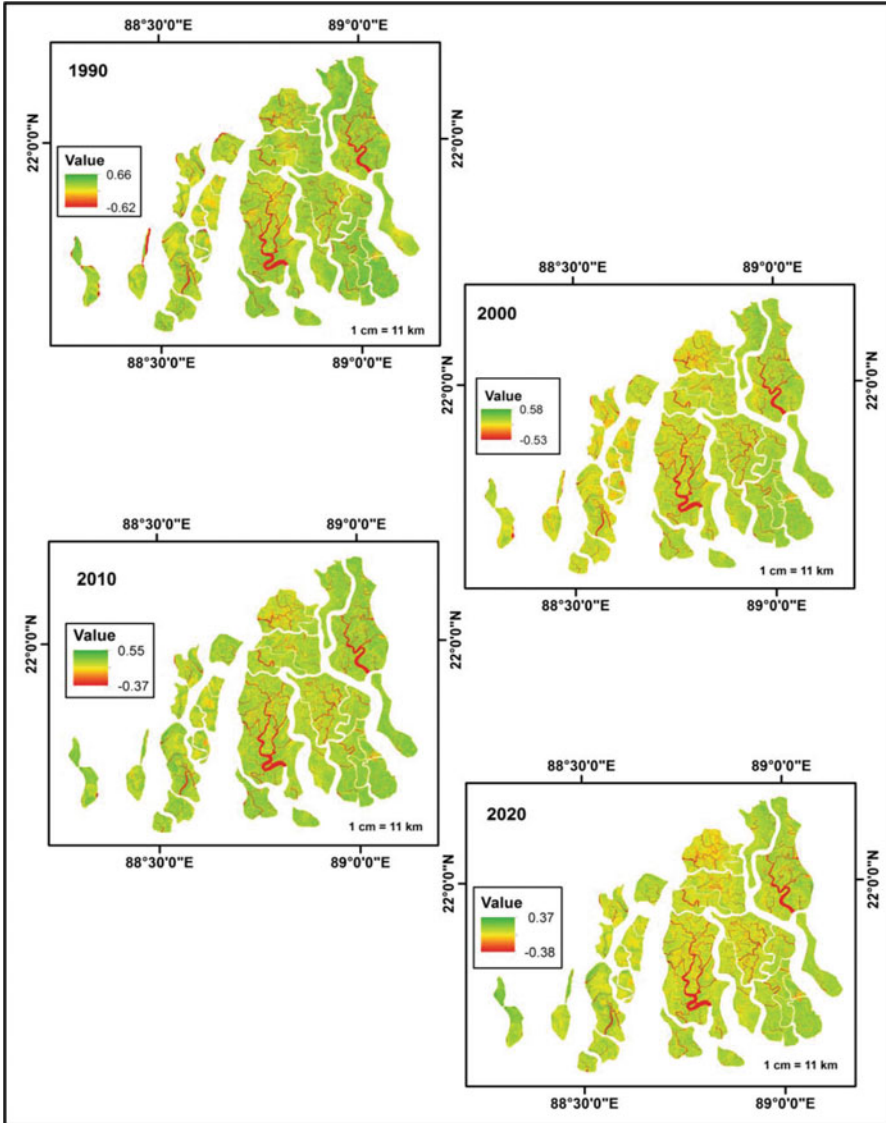 88°30'0"E 89°0'0"E
1990
22°0'0"N 22°0'0"N
Value
0.66
-0.62
1 cm = 11 km
88°30'0"E 89°0'0"E
88°30'0"E 89°0'0"E
2000
22°0'0"N 22°0'0"N
Value
0.58
-0.53
1 cm = 11 km
88°30'0"E 89°0'0"E
88°30'0"E 89°0'0"E
2010
22°0'0"N 22°0'0"N
Value
0.55
-0.37
1 cm = 11 km
88°30'0"E 89°0'0"E
88°30'0"E 89°0'0"E
2020
22°0'0"N 22°0'0"N
Value
0.37
-0.38
1 cm = 11 km
88°30'0"E 89°0'0"E